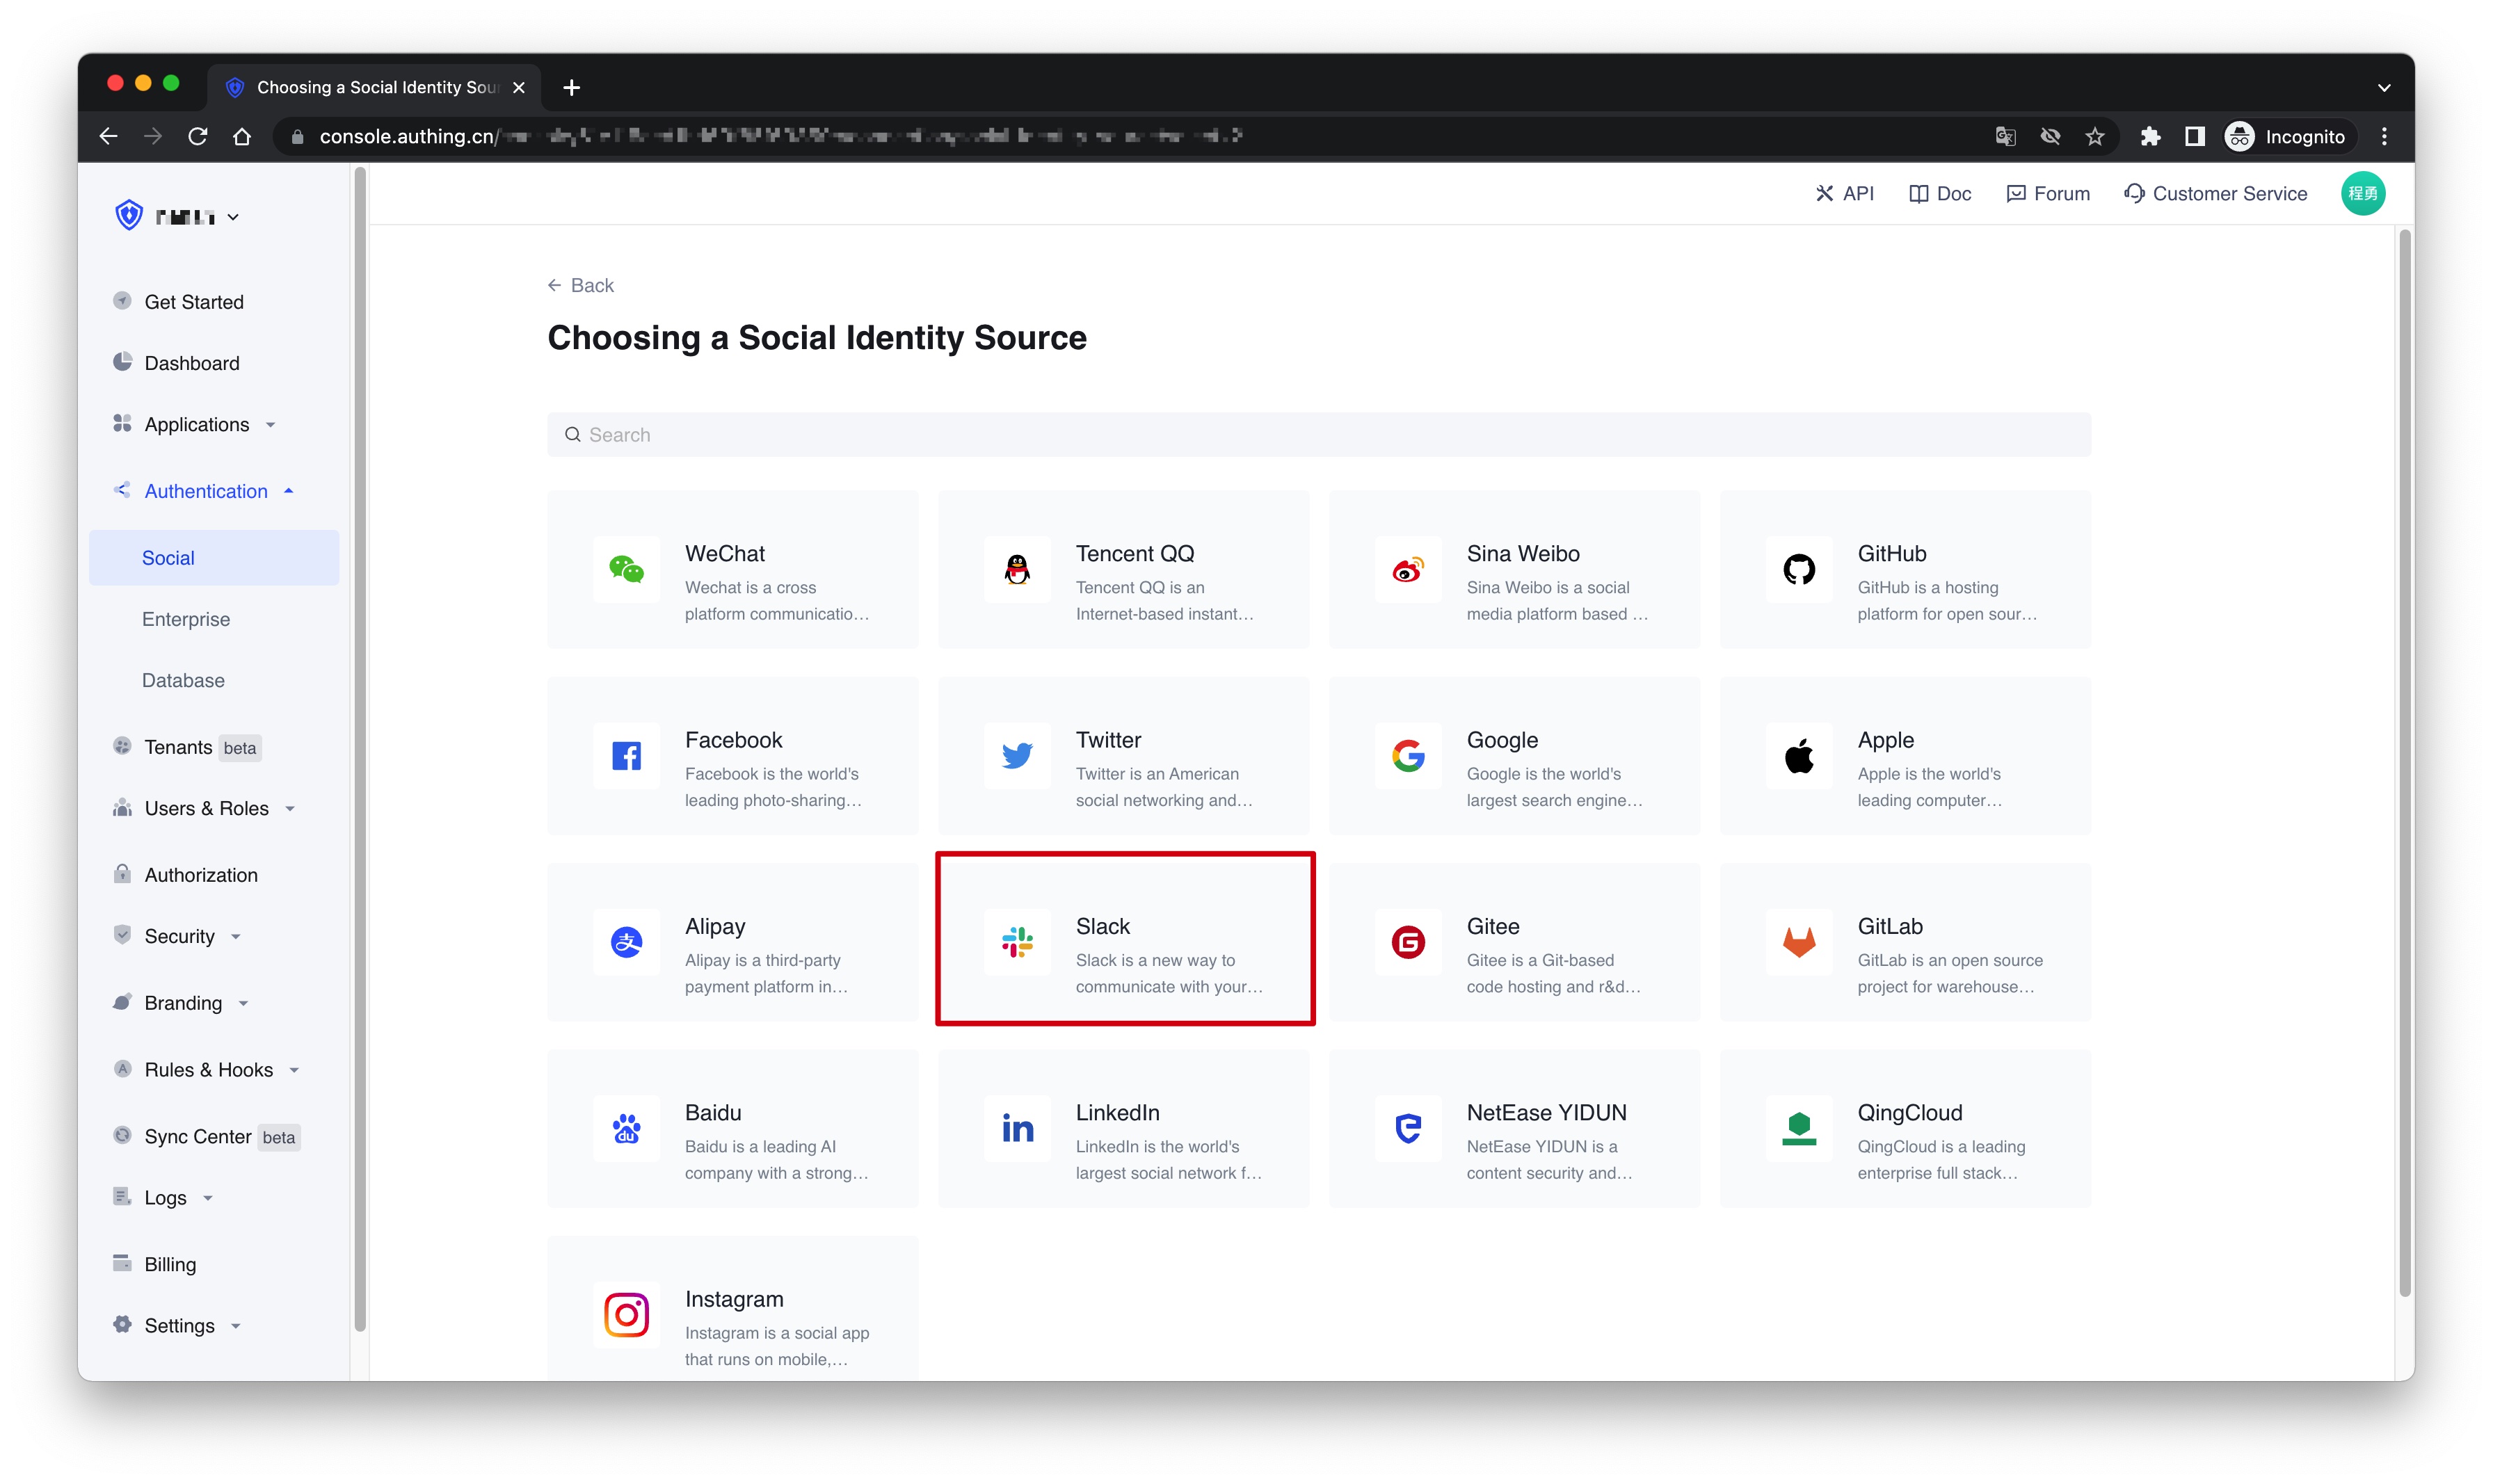 Choosing a Social Identity Sou
console.authing.cn/
Incognito
API
Doc
Forum
Customer Service
程勇
Get Started
Dashboard
Applications
Authentication
Social
Enterprise
Database
Tenants beta
Users & Roles
Authorization
Security
Branding
Rules & Hooks
Sync Center beta
Logs
Billing
Settings
Back
Choosing a Social Identity Source
Search
WeChat
Wechat is a cross
platform communicatio…
Tencent QQ
Tencent QQ is an
Internet-based instant…
Sina Weibo
Sina Weibo is a social
media platform based …
GitHub
GitHub is a hosting
platform for open sour…
Facebook
Facebook is the world's
leading photo-sharing…
Twitter
Twitter is an American
social networking and…
Google
Google is the world's
largest search engine…
Apple
Apple is the world's
leading computer…
支
Alipay
Alipay is a third-party
payment platform in…
Slack
Slack is a new way to
communicate with your…
Gitee
Gitee is a Git-based
code hosting and r&d…
GitLab
GitLab is an open source
project for warehouse…
du
Baidu
Baidu is a leading AI
company with a strong…
in
LinkedIn
LinkedIn is the world's
largest social network f…
NetEase YIDUN
NetEase YIDUN is a
content security and…
QingCloud
QingCloud is a leading
enterprise full stack…
Instagram
Instagram is a social app
that runs on mobile,…